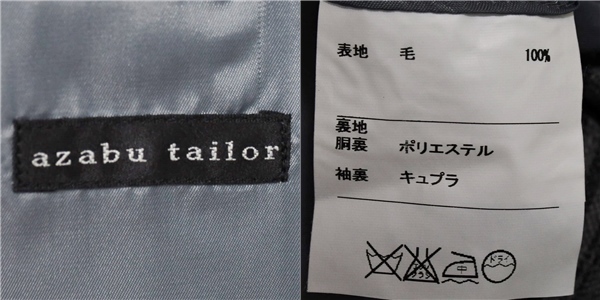 azabu tailor
表地 毛 100%
裏地
胴裏 ポリエステル
袖裏 キュプラ
中 ドライ